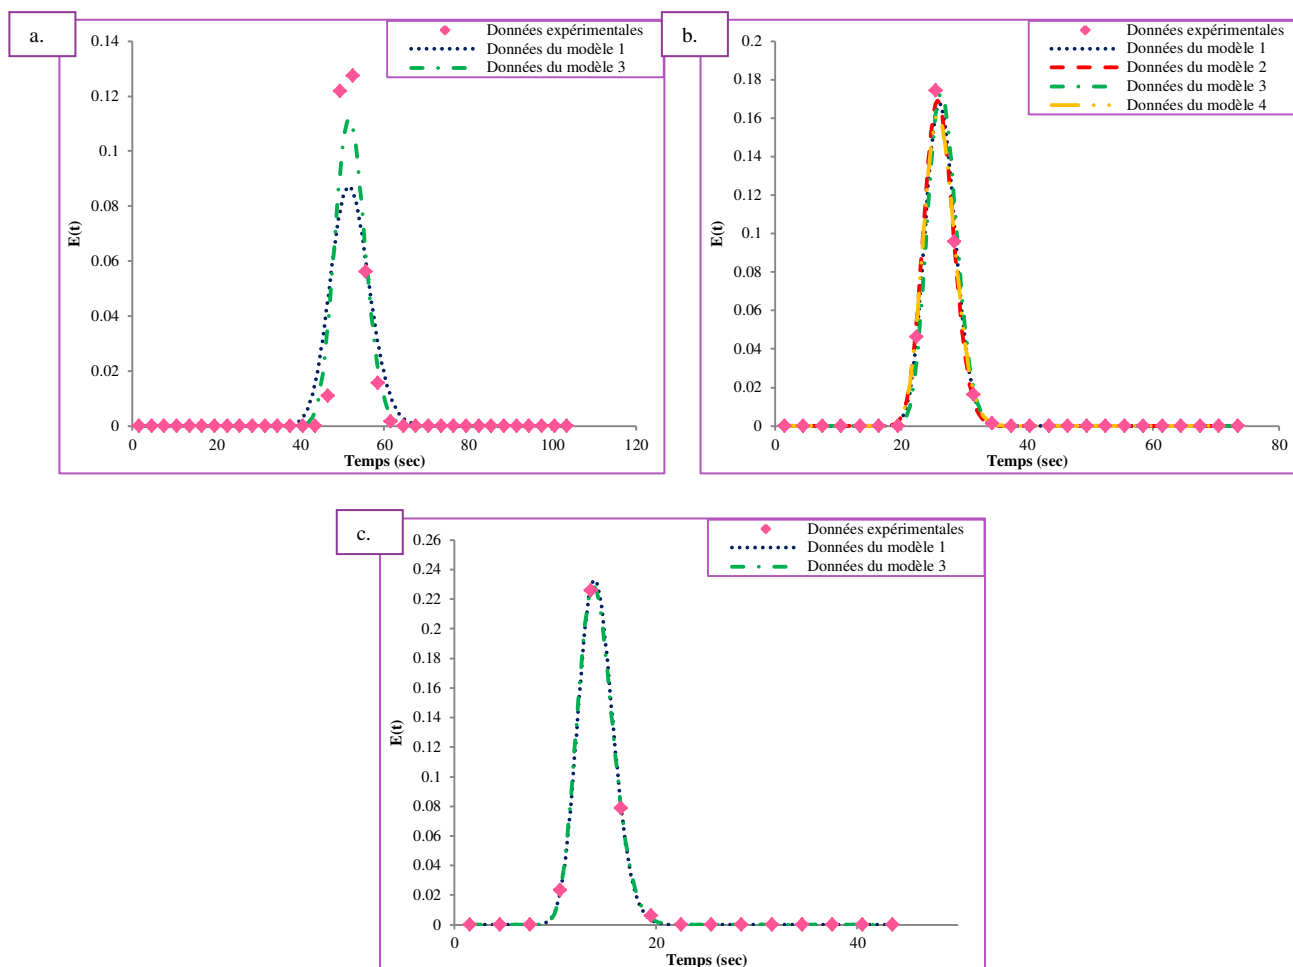 a.
Données expérimentales
Données du modèle 1
Données du modèle 3
0.14
0.12
0.1
0.08
0.06
0.04
0.02
0
E(t)
0 20 40 60 80 100 120
Temps (sec)
b.
Données expérimentales
Données du modèle 1
Données du modèle 2
Données du modèle 3
Données du modèle 4
0.2
0.18
0.16
0.14
0.12
0.1
0.08
0.06
0.04
0.02
0
E(t)
0 20 40 60 80
Temps (sec)
c.
Données expérimentales
Données du modèle 1
Données du modèle 3
0.26
0.24
0.22
0.2
0.18
0.16
0.14
0.12
0.1
0.08
0.06
0.04
0.02
0
E(t)
0 20 40
Temps (sec)